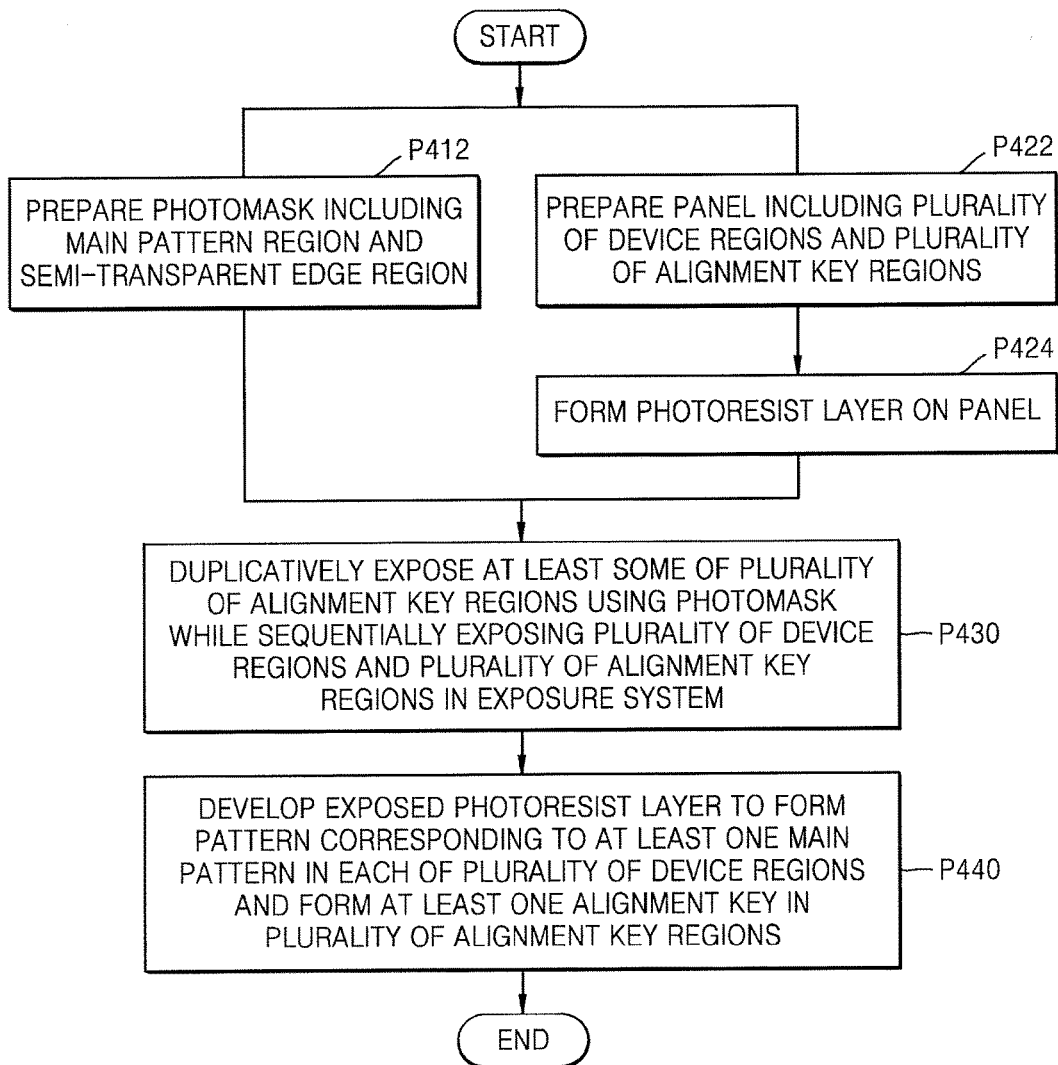 START
P412
PREPARE PHOTOMASK INCLUDING
MAIN PATTERN REGION AND
SEMI-TRANSPARENT EDGE REGION
P422
PREPARE PANEL INCLUDING PLURALITY
OF DEVICE REGIONS AND PLURALITY
OF ALIGNMENT KEY REGIONS
P424
FORM PHOTORESIST LAYER ON PANEL
DUPLICATIVELY EXPOSE AT LEAST SOME OF PLURALITY
OF ALIGNMENT KEY REGIONS USING PHOTOMASK
WHILE SEQUENTIALLY EXPOSING PLURALITY OF DEVICE
REGIONS AND PLURALITY OF ALIGNMENT KEY
REGIONS IN EXPOSURE SYSTEM
P430
DEVELOP EXPOSED PHOTORESIST LAYER TO FORM
PATTERN CORRESPONDING TO AT LEAST ONE MAIN
PATTERN IN EACH OF PLURALITY OF DEVICE REGIONS
AND FORM AT LEAST ONE ALIGNMENT KEY IN
PLURALITY OF ALIGNMENT KEY REGIONS
P440
END